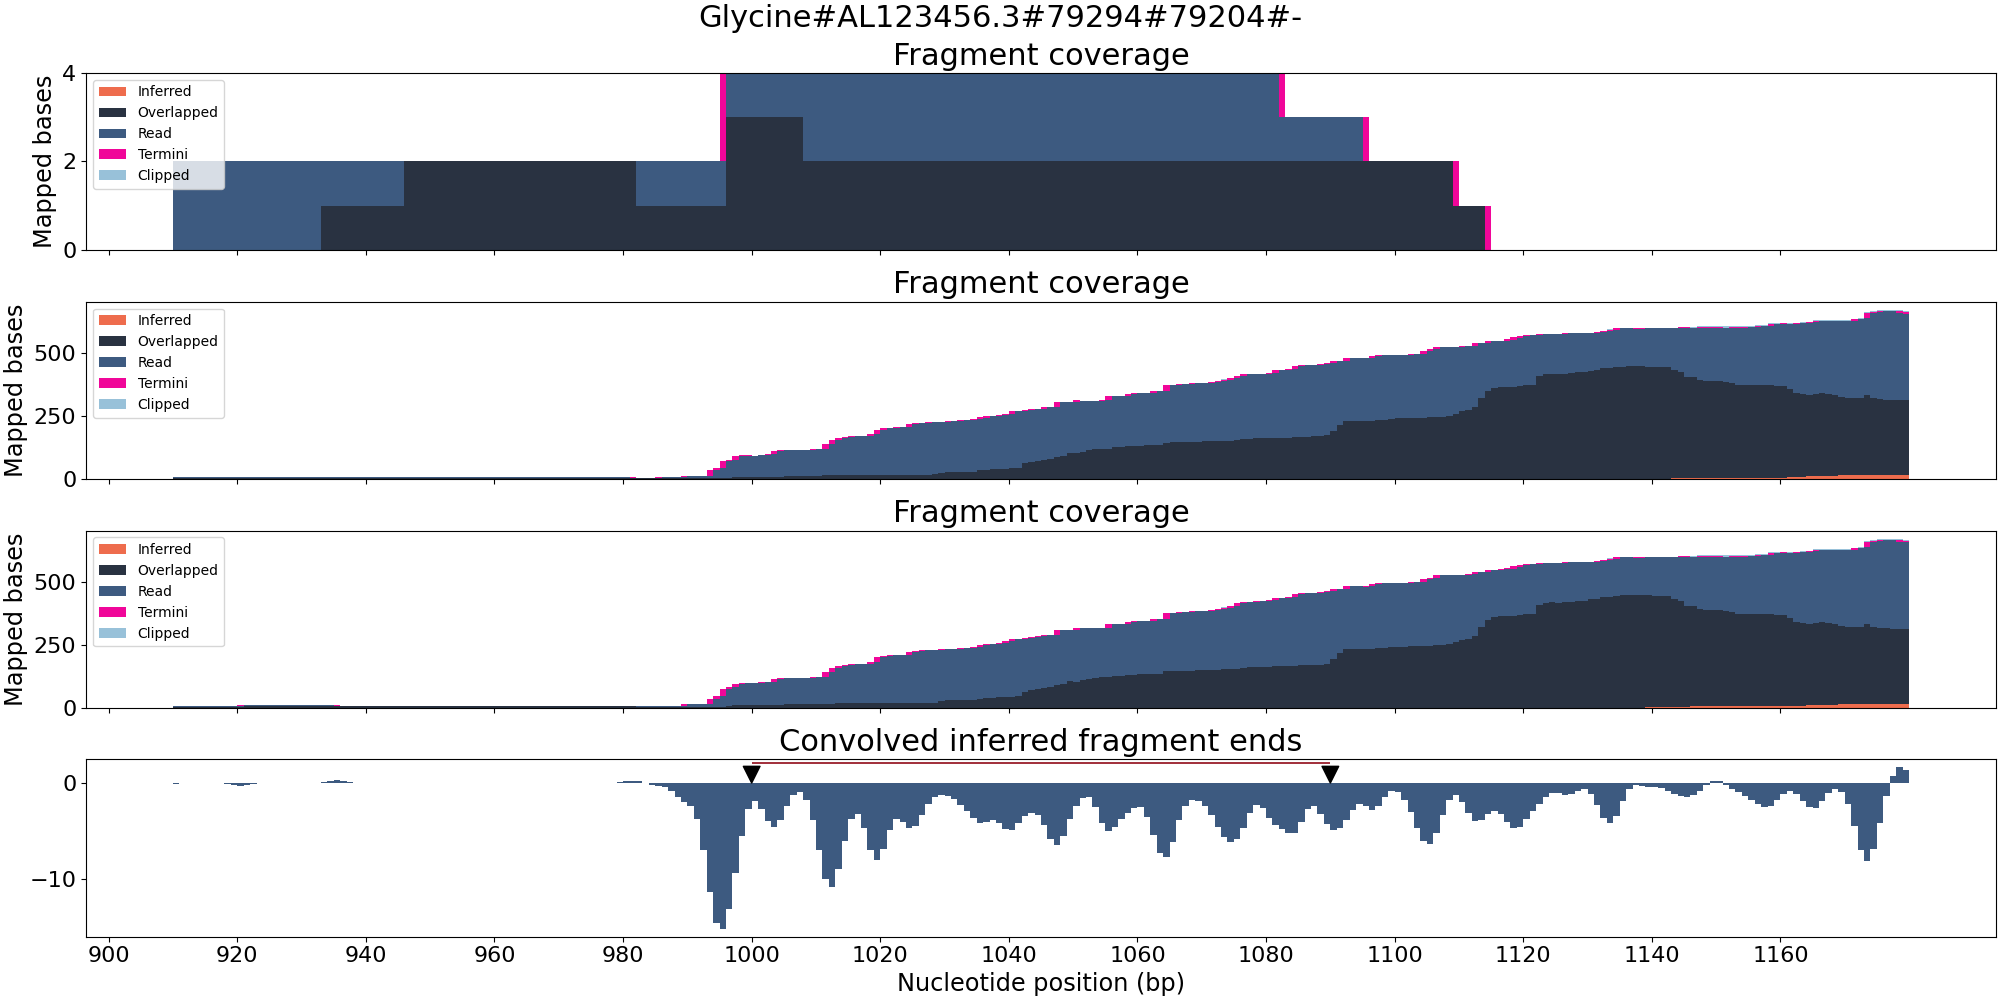 Glycine#AL123456.3#79294#79204#-
Fragment coverage
Mapped bases
4
2
0
Inferred
Overlapped
Read
Termini
Clipped
Fragment coverage
Mapped bases
500
250
0
Inferred
Overlapped
Read
Termini
Clipped
Fragment coverage
Mapped bases
500
250
0
Inferred
Overlapped
Read
Termini
Clipped
Convolved inferred fragment ends
0
−10
900 920 940 960 980 1000 1020 1040 1060 1080 1100 1120 1140 1160
Nucleotide position (bp)